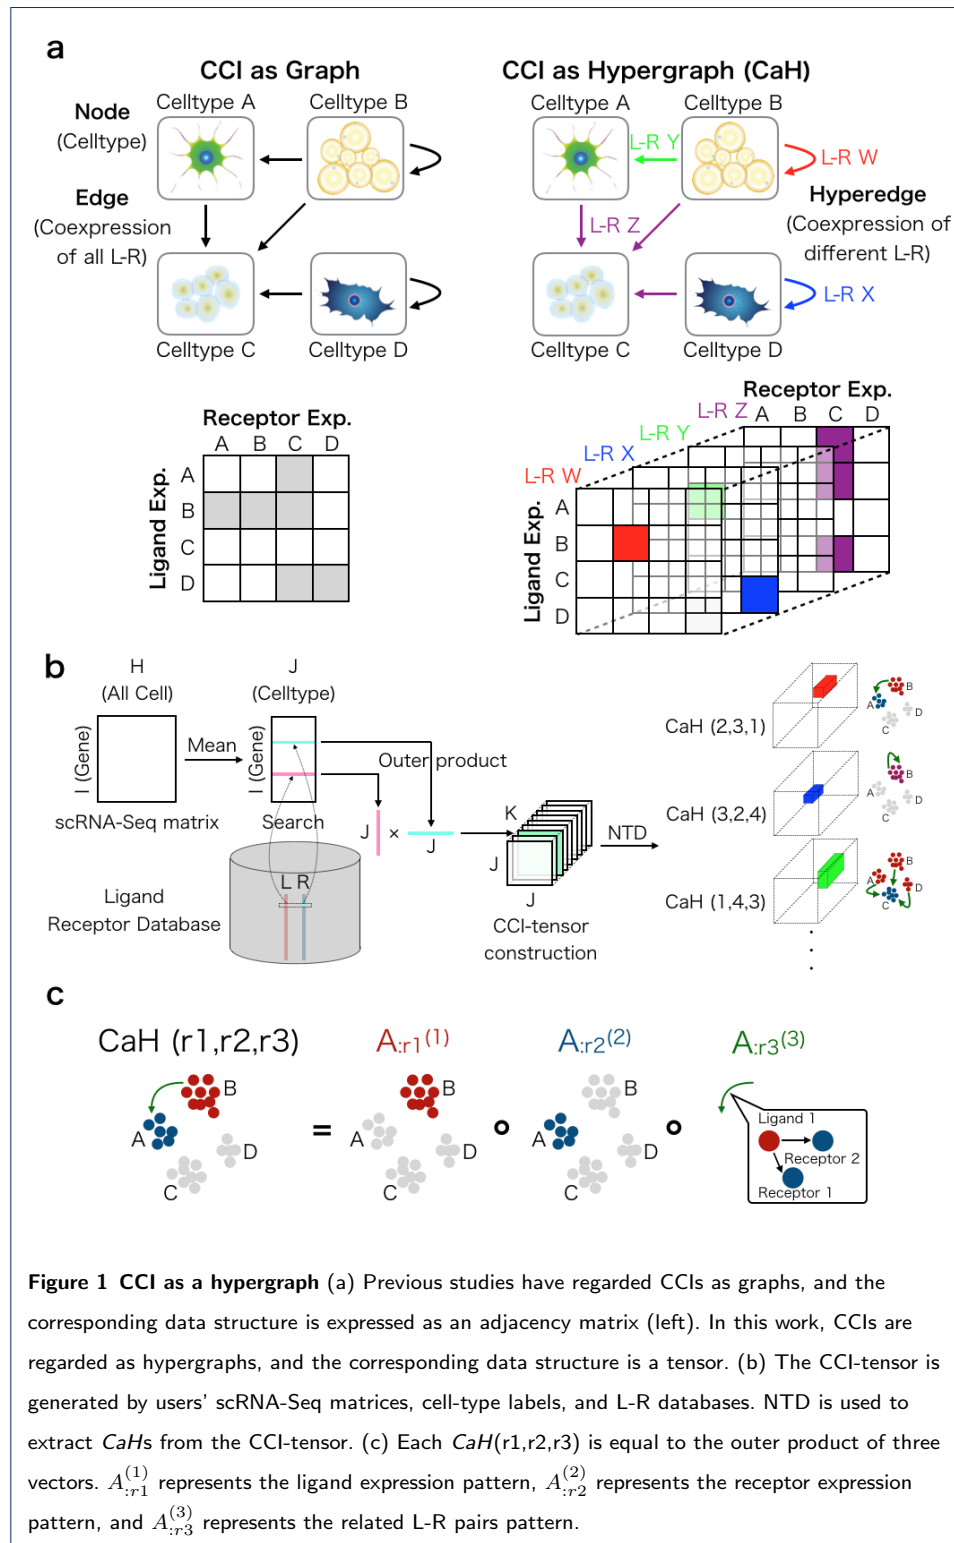 a
CCI as Graph
CCI as Hypergraph (CaH)
Celltype A
Celltype B
Node
(Celltype)
Edge
(Coexpression
of all L-R)
Celltype C
Celltype D
Celltype A
Celltype B
L-R Y
L-R W
Hyperedge
(Coexpression of
different L-R)
L-R Z
L-R X
Celltype C
Celltype D
Receptor Exp.
A B C D
Ligand Exp.
A
B
C
D
Receptor Exp.
A B C D
L-R Z
L-R Y
L-R X
L-R W
Ligand Exp.
A
B
C
D
b
H
(All Cell)
I (Gene)
scRNA-Seq matrix
Mean
J
(Celltype)
I (Gene)
Search
Outer product
J
×
J
L R
Ligand
Receptor Database
K
J
J
CCI-tensor
construction
NTD
CaH (2,3,1)
A
B
C
D
CaH (3,2,4)
A
B
C
D
CaH (1,4,3)
A
B
C
D
c
CaH (r1,r2,r3)
A:r1(1)
A:r2(2)
A:r3(3)
A
B
C
D
=
A
B
C
D
A
B
C
D
Ligand 1
Receptor 2
Receptor 1
Figure 1 CCI as a hypergraph (a) Previous studies have regarded CCIs as graphs, and the
corresponding data structure is expressed as an adjacency matrix (left). In this work, CCIs are
regarded as hypergraphs, and the corresponding data structure is a tensor. (b) The CCI-tensor is
generated by users' scRNA-Seq matrices, cell-type labels, and L-R databases. NTD is used to
extract CaHs from the CCI-tensor. (c) Each CaH(r1,r2,r3) is equal to the outer product of three
vectors. A:r1(1) represents the ligand expression pattern, A:r2(2) represents the receptor expression
pattern, and A:r3(3) represents the related L-R pairs pattern.